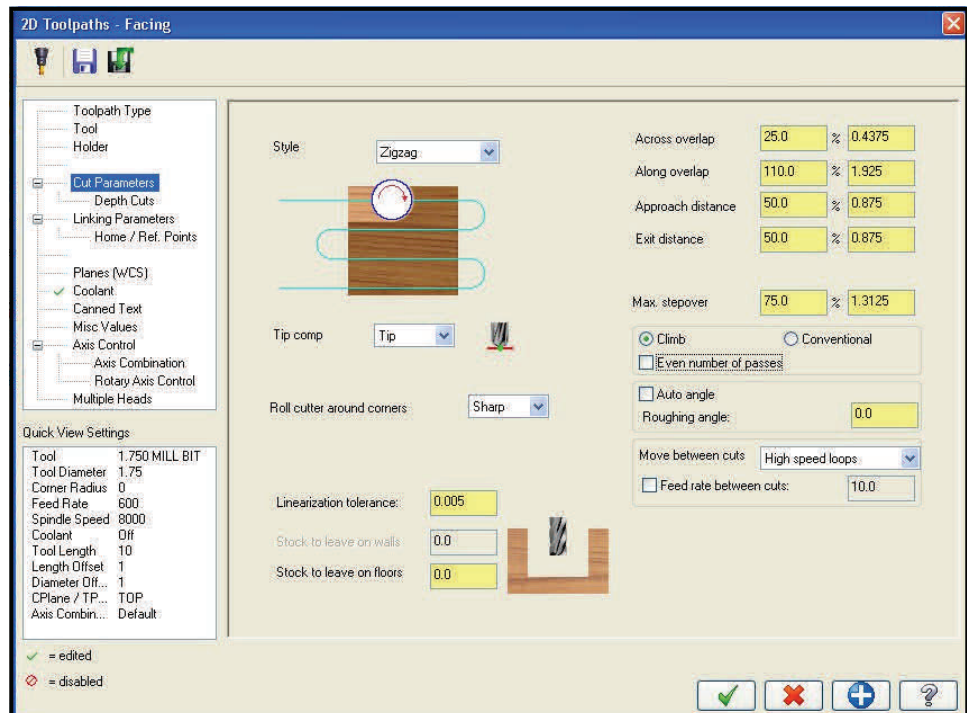 2D Toolpaths - Facing
Toolpath Type
Tool
Holder
Cut Parameters
Depth Cuts
Linking Parameters
Home / Ref. Points
Planes (WCS)
Coolant
Canned Text
Misc Values
Axis Control
Axis Combination
Rotary Axis Control
Multiple Heads
Quick View Settings
Tool 1.750 MILL BIT
Tool Diameter 1.75
Corner Radius 0
Feed Rate 600
Spindle Speed 8000
Coolant Off
Tool Length 10
Length Offset 1
Diameter Off... 1
CPlane / TP... TOP
Axis Combin... Default
= edited
= disabled
Style Zigzag
Tip comp Tip
Roll cutter around corners Sharp
Linearization tolerance: 0.005
Stock to leave on walls 0.0
Stock to leave on floors 0.0
Across overlap 25.0 % 0.4375
Along overlap 110.0 % 1.925
Approach distance 50.0 % 0.875
Exit distance 50.0 % 0.875
Max. stepover 75.0 % 1.3125
Climb Conventional
Even number of passes
Auto angle
Roughing angle: 0.0
Move between cuts High speed loops
Feed rate between cuts: 10.0
?